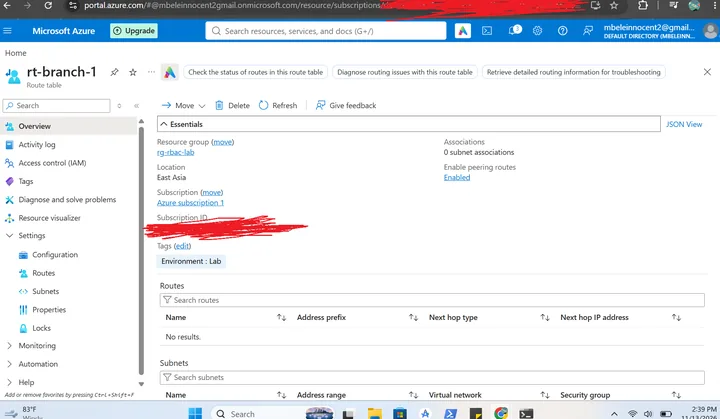 portal.azure.com/#@mbeleinnocent2gmail.onmicrosoft.com/resource/subscriptions/
Microsoft Azure
Upgrade
Search resources, services, and docs (G+/)
mbeleinnocent2@gmail....
DEFAULT DIRECTORY (MBELEIN...
Home
rt-branch-1
Route table
Check the status of routes in this route table
Diagnose routing issues with this route table
Retrieve detailed routing information for troubleshooting
Search
Move
Delete
Refresh
Give feedback
Overview
Activity log
Access control (IAM)
Tags
Diagnose and solve problems
Resource visualizer
Settings
Configuration
Routes
Subnets
Properties
Locks
Monitoring
Automation
Help
Add or remove favorites by pressing Ctrl+Shift+F
Essentials
JSON View
Resource group (move)
rg-rbac-lab
Location
East Asia
Subscription (move)
Azure subscription 1
Subscription ID
Tags (edit)
Environment : Lab
Associations
0 subnet associations
Enable peering routes
Enabled
Routes
Search routes
Name Address prefix Next hop type Next hop IP address
No results.
Subnets
Search subnets
Name Address range Virtual network Security group
83°F
Search
2:39 PM